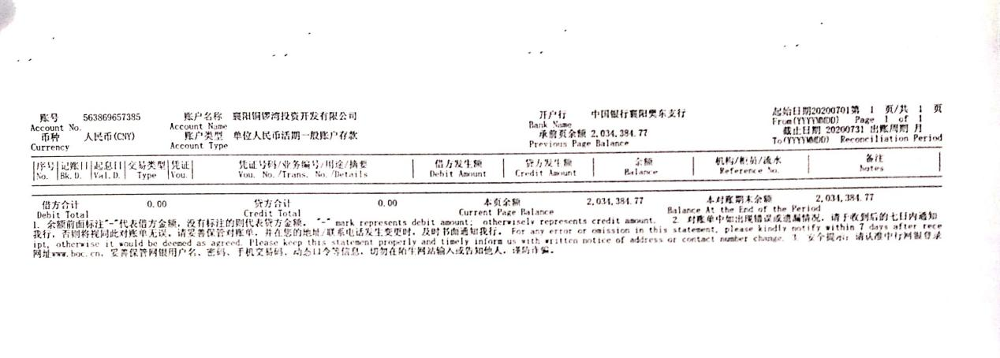 账号 563869657385 账户名称 襄阳铜锣湾投资开发有限公司 开户行 中国银行襄阳樊东支行 起始日期20200701第 1 页/共 1 页
Account No. Account Name Bank Name From(YYYYMMDD) Page 1 of 1
币种 人民币(CNY) 账户类型 单位人民币活期一般账户存款 承前页余额 2,034,384.77 截止日期 20200731 出账周期 月
Currency Account Type Previous Page Balance To(YYYYMMDD) Reconciliation Period
序号 记账日 起息日 交易类型 凭证 凭证号码/业务编号/用途/摘要 借方发生额 贷方发生额 余额 机构/柜员/流水 备注
No. Bk.D. Val.D. Type Vou. Vou. No./Trans. No./Details Debit Amount Credit Amount Balance Reference No. Notes
借方合计 0.00 贷方合计 0.00 本页余额 2,034,384.77 本对账期末余额 2,034,384.77
Debit Total Credit Total Current Page Balance Balance At the End of the Period
1. 余额前面标注"-"代表借方金额，没有标注的则代表贷方金额。"-" mark represents debit amount; otherwisely represents credit amount. 2. 对账单中如出现错误或遗漏情况，请于收到后的七日内通知
我行，否则将视同此对账单无误。请妥善保管对账单，并在您的地址/联系电话发生变更时，及时书面通知我行。 For any error or omission in this statement, please kindly notify within 7 days after rece
ipt, otherwise it would be deemed as agreed. Please keep this statement properly and timely inform us with written notice of address or contact number change. 3. 安全提示：请认准中行网银登录
网址www.boc.cn，妥善保管网银用户名、密码、手机交易码、动态口令等信息，切勿在陌生网站输入或告知他人，谨防诈骗。